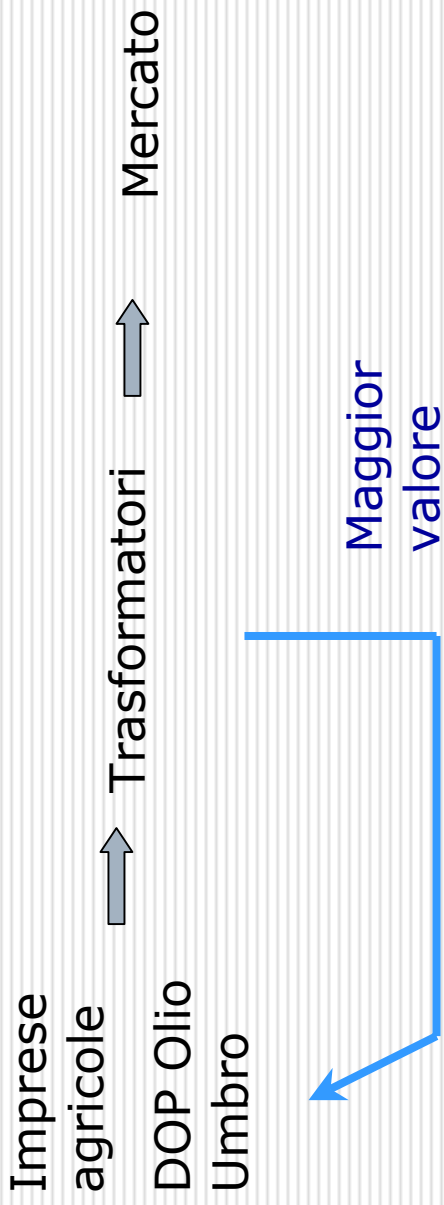 Imprese
agricole
DOP Olio
Umbro
Trasformatori
Mercato
Maggior
valore